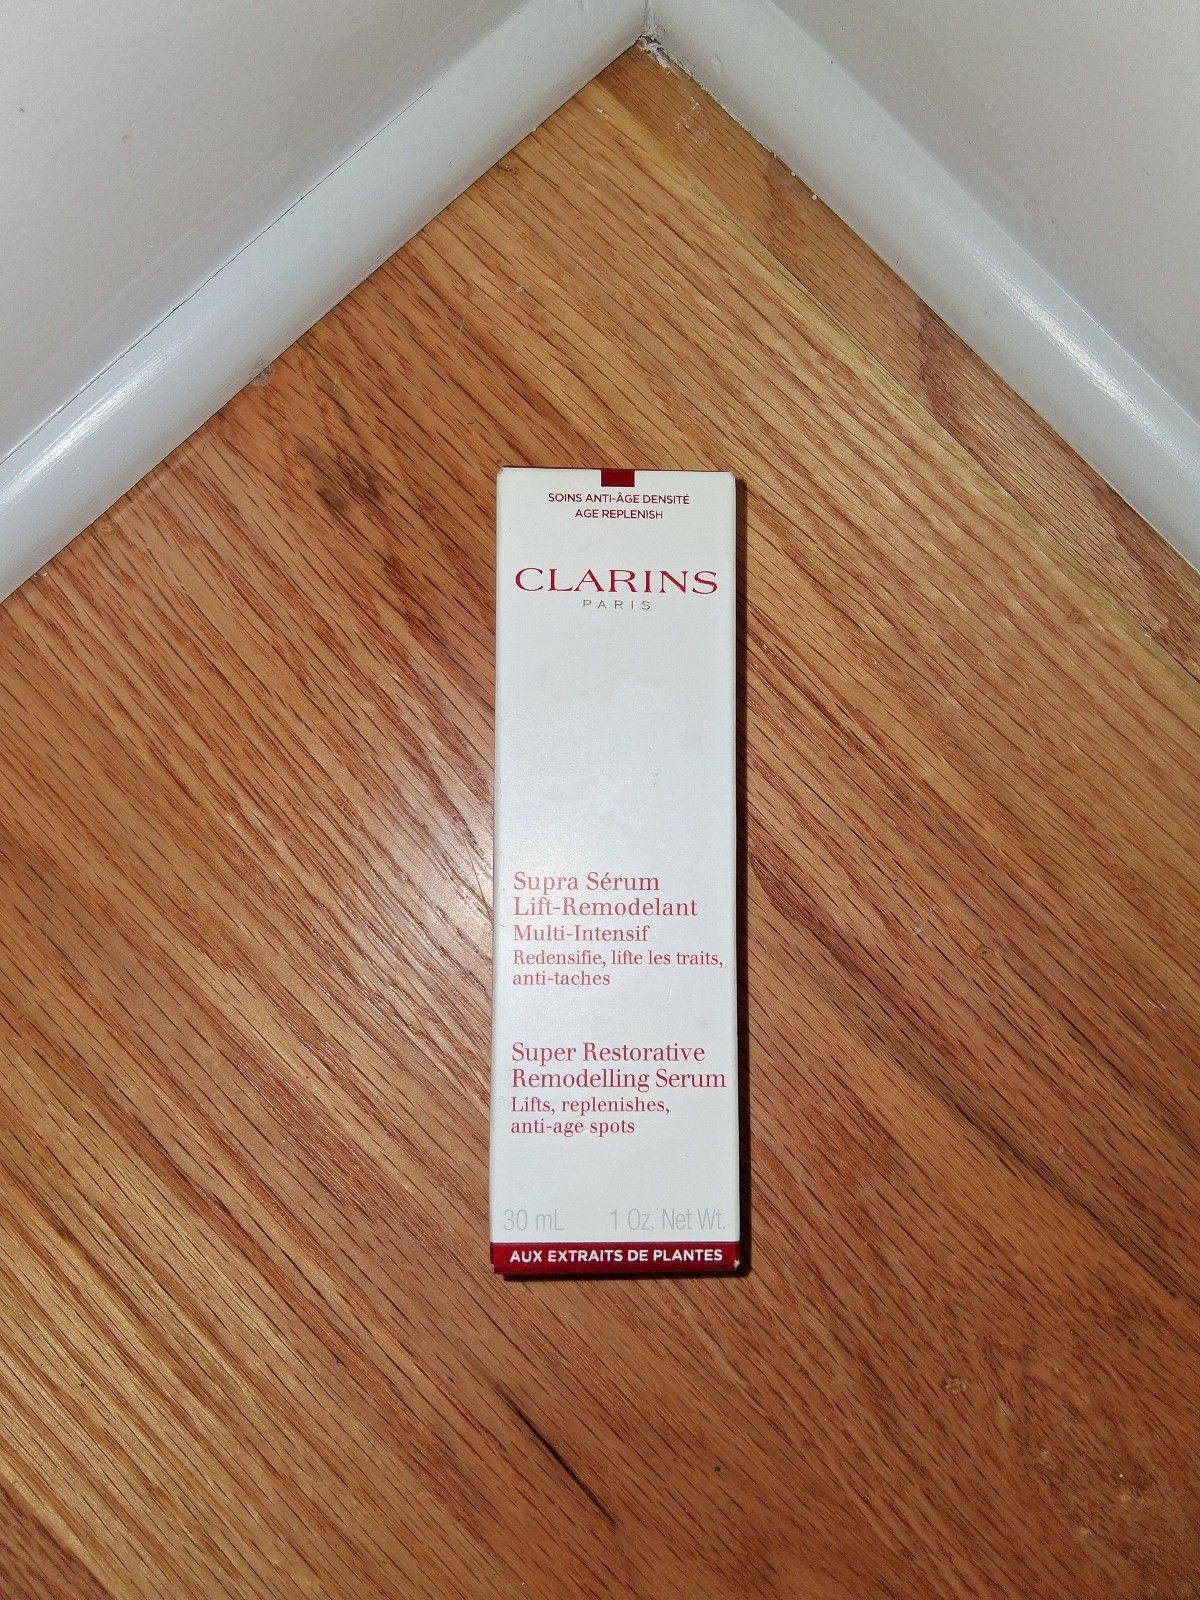 SOINS ANTI-ÂGE DENSITÉ
AGE REPLENISH
CLARINS
PARIS
Supra Sérum
Lift-Remodelant
Multi-Intensif
Redensifie, lifte les traits,
anti-taches
Super Restorative
Remodelling Serum
Lifts, replenishes,
anti-age spots
30 mL 1 Oz. Net Wt.
AUX EXTRAITS DE PLANTES